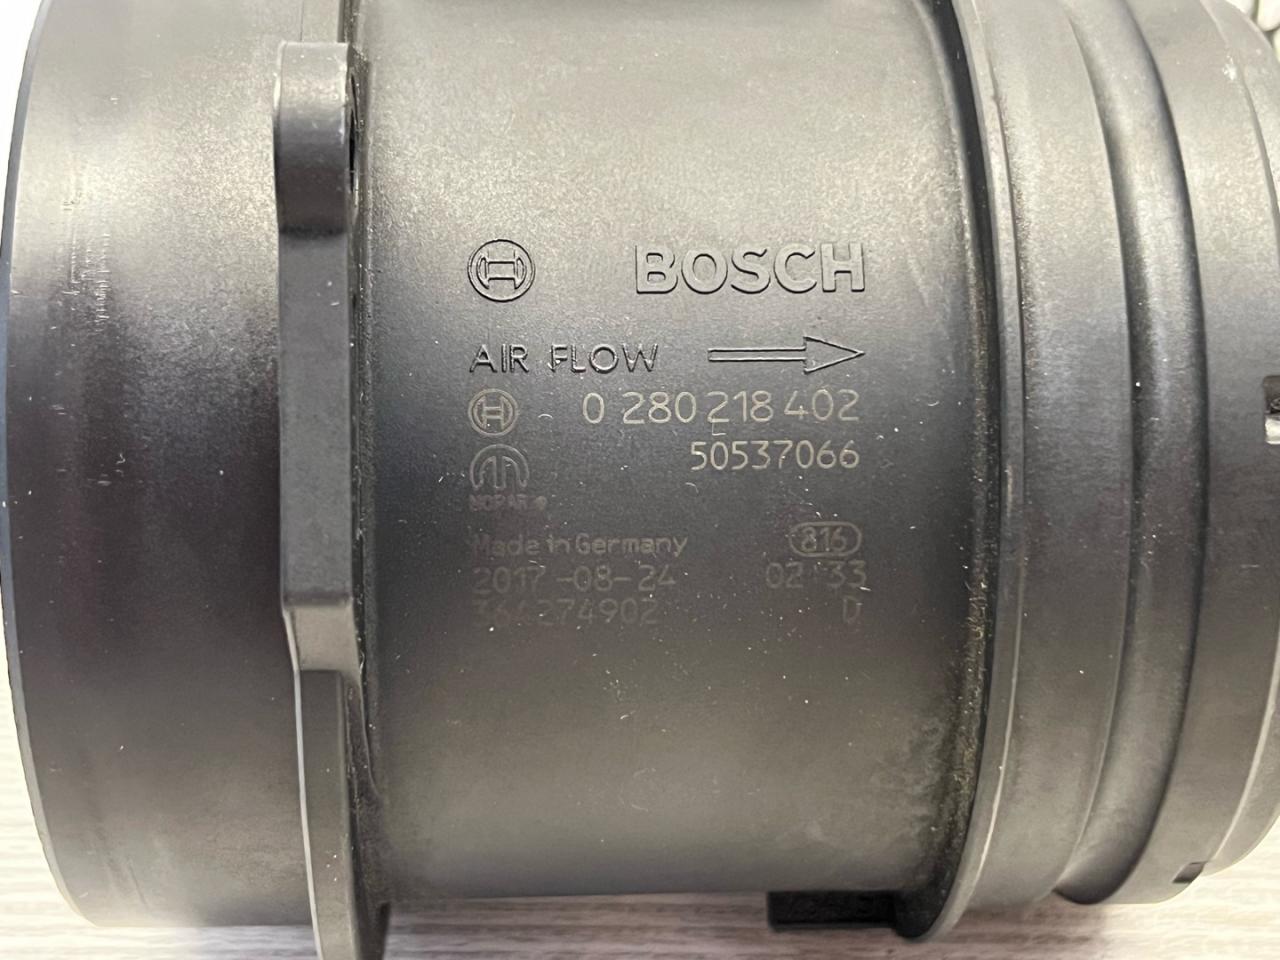 BOSCH
AIR FLOW
0 280 218 402
50537066
MOPAR
Made in Germany 816
2017-08-24 02 33
D